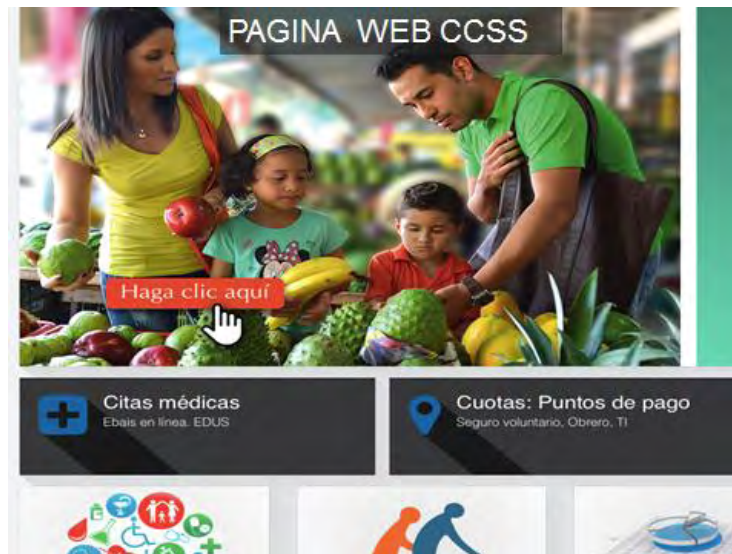 PAGINA WEB CCSS
Haga clic aquí
Citas médicas
Ebais en línea. EDUS
Cuotas: Puntos de pago
Seguro voluntario, Obrero, TI